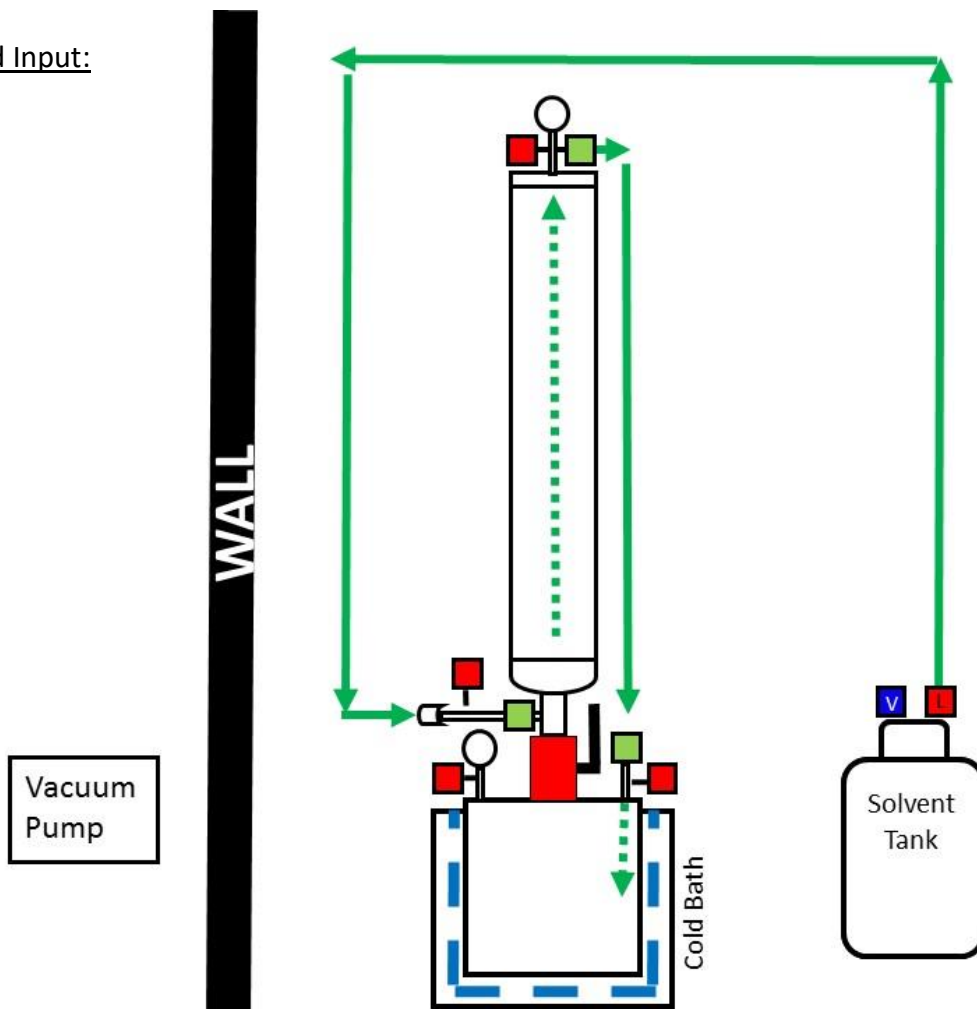 Input:
WALL
V
L
Vacuum
Pump
Solvent
Tank
Cold Bath